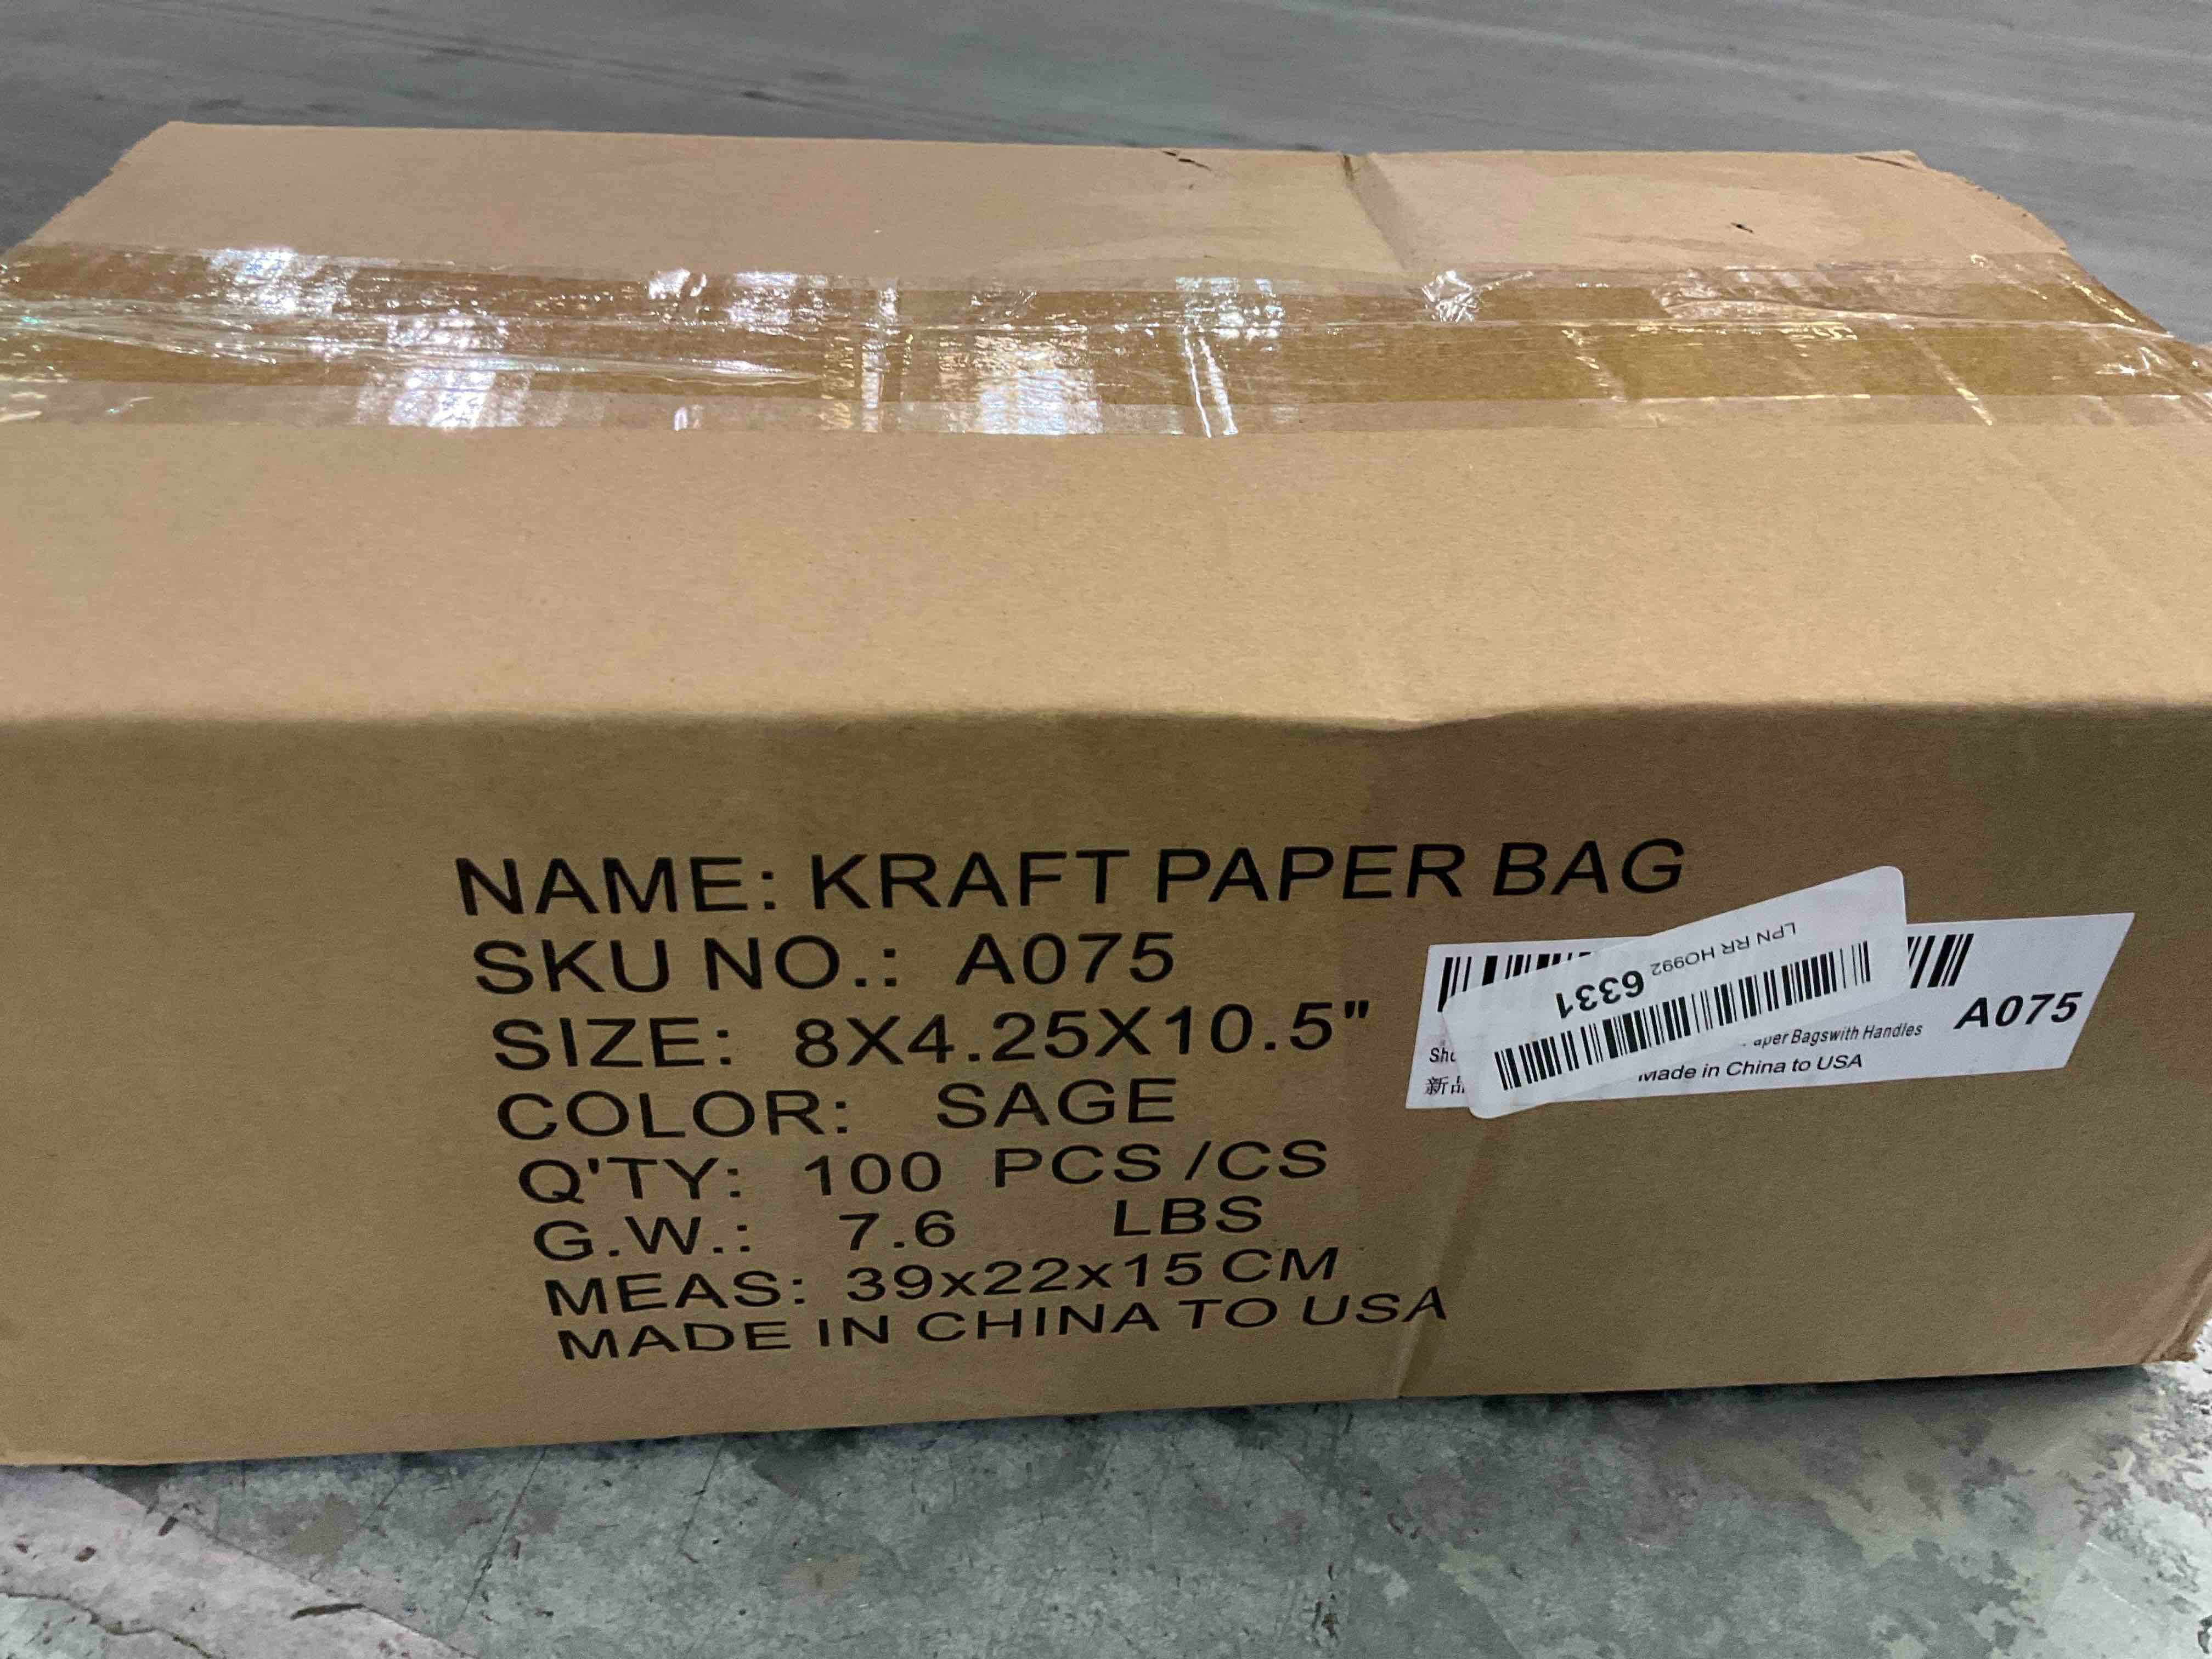 NAME: KRAFT PAPER BAG
SKU NO.: A075
SIZE: 8X4.25X10.5"
COLOR: SAGE
Q'TY: 100 PCS /CS
G.W.: 7.6 LBS
MEAS: 39x22x15 CM
MADE IN CHINA TO USA
LPN RR HO992 6331
A075
Bagswith Handles
Made in China to USA